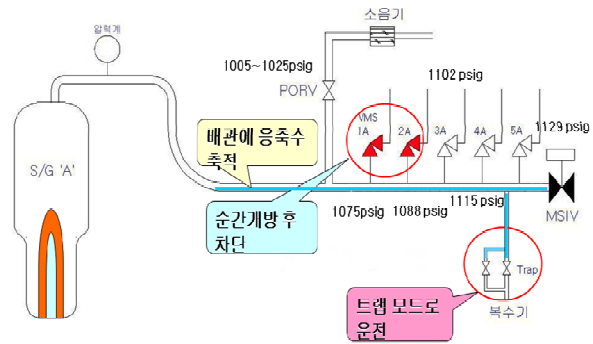 소음기
압력계
1005~1025psig
PORV
1102 psig
VMS
1A
2A
3A
4A
5A
1129 psig
배관에 응축수
축적
S/G 'A'
순간개방 후
차단
1075psig
1088 psig
1115 psig
MSIV
Trap
트랩 모드로
운전
복수기